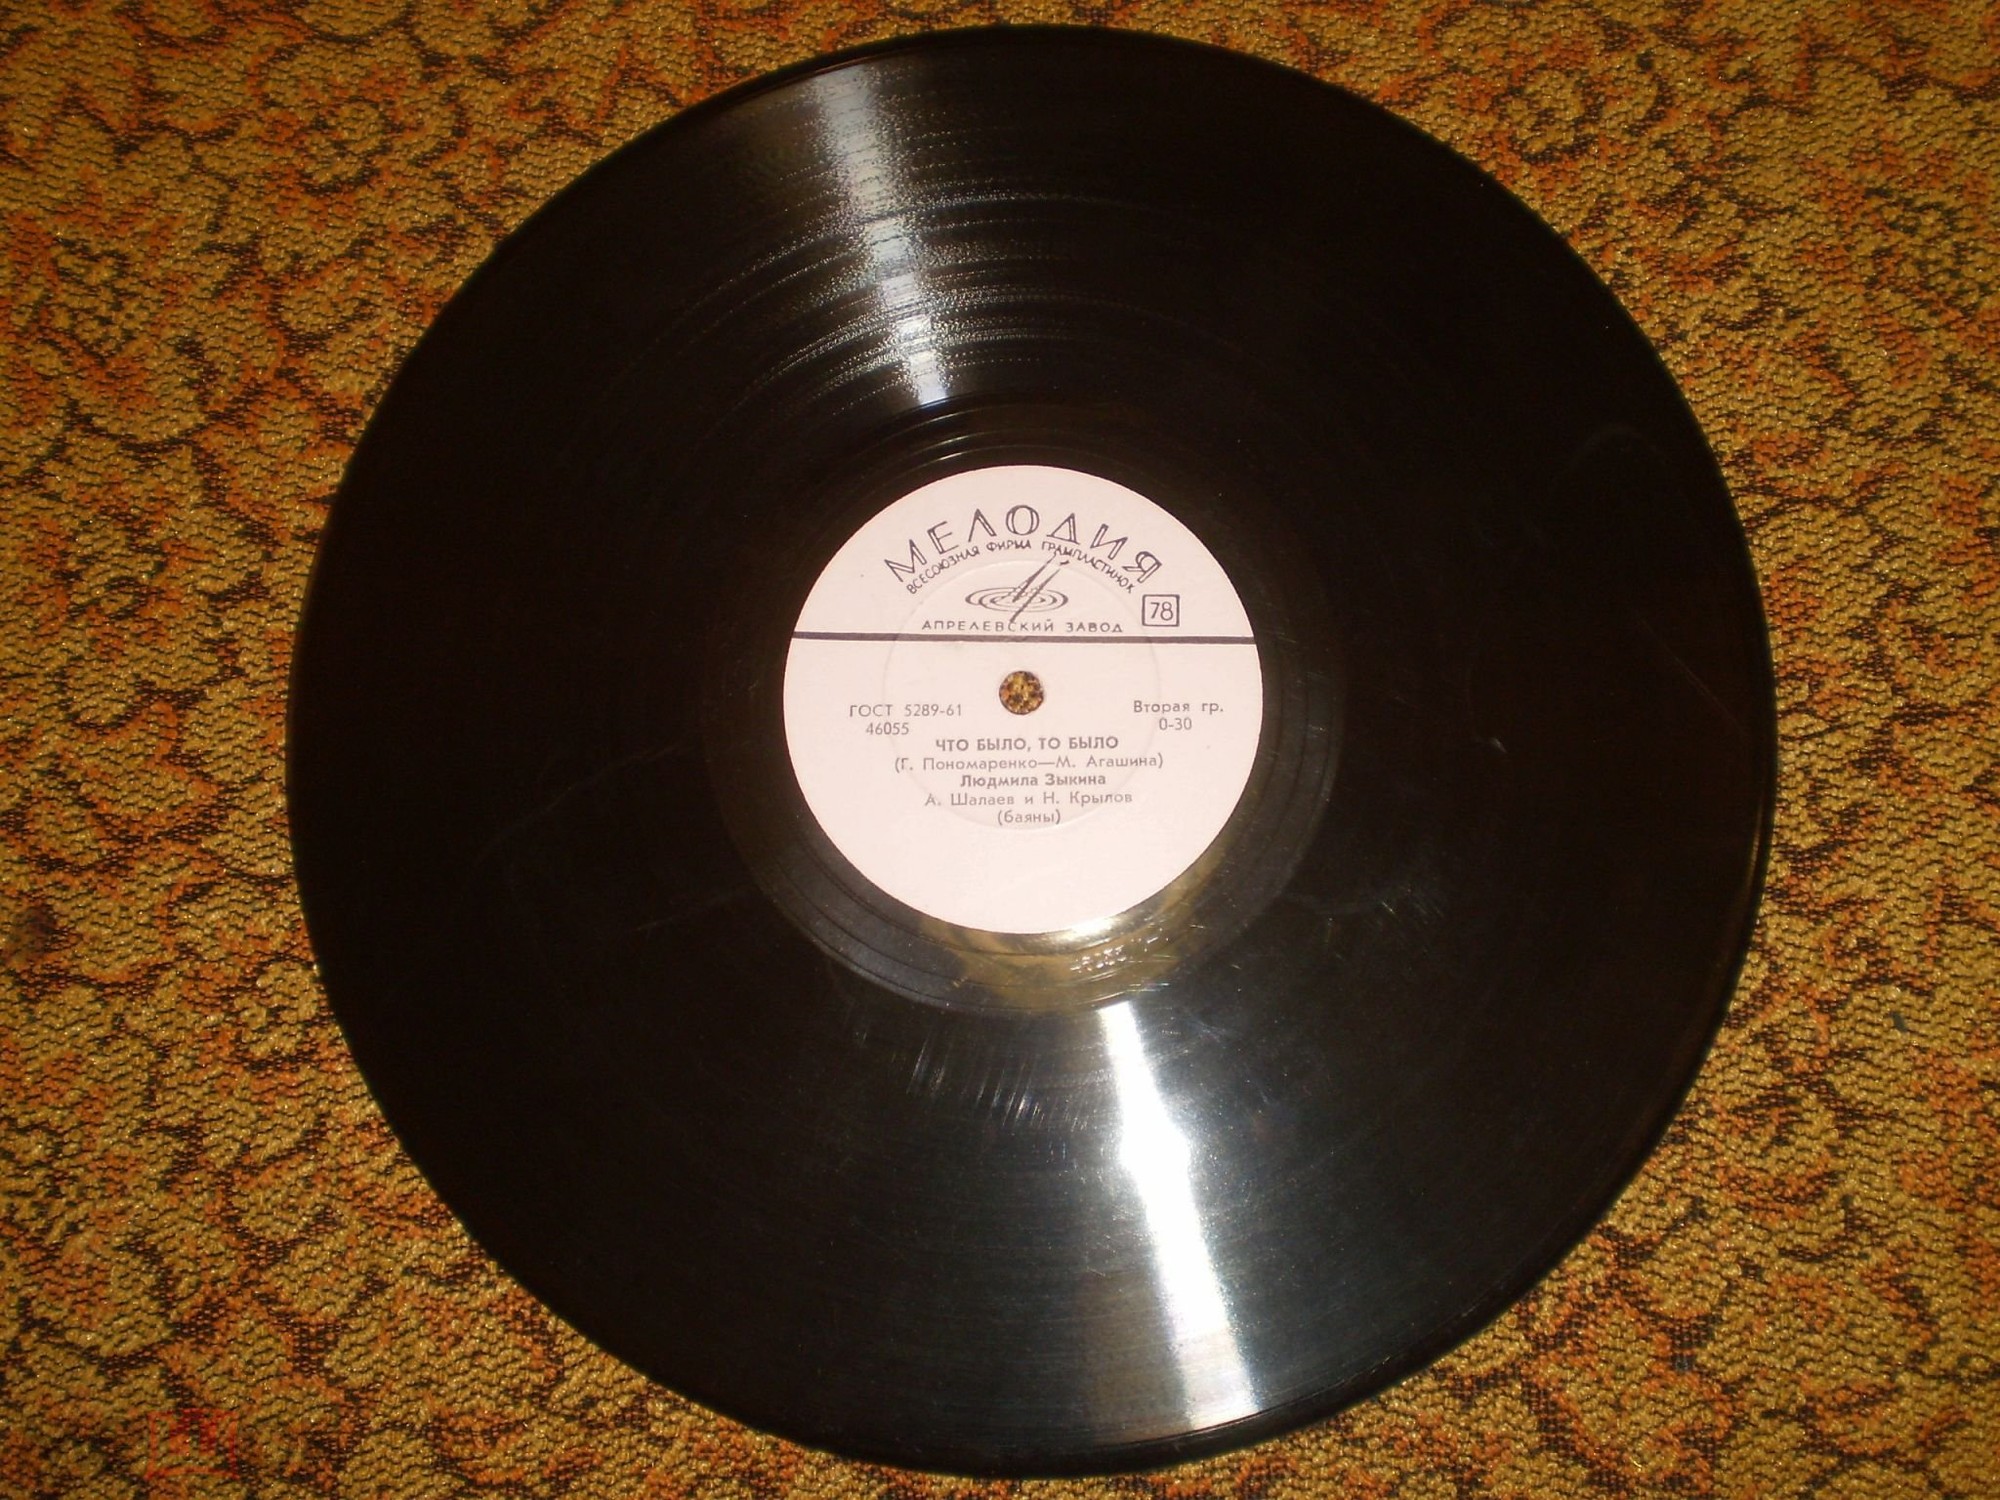 МЕЛОДИЯ
ВСЕСОЮЗНАЯ ФИРМА ГРАМПЛАСТИНОК
78
АПРЕЛЕВСКИЙ ЗАВОД
ГОСТ 5289-61 Вторая гр.
46055 0-30
ЧТО БЫЛО, ТО БЫЛО
(Г. Пономаренко—М. Агашина)
Людмила Зыкина
А. Шалаев и Н. Крылов
(баяны)